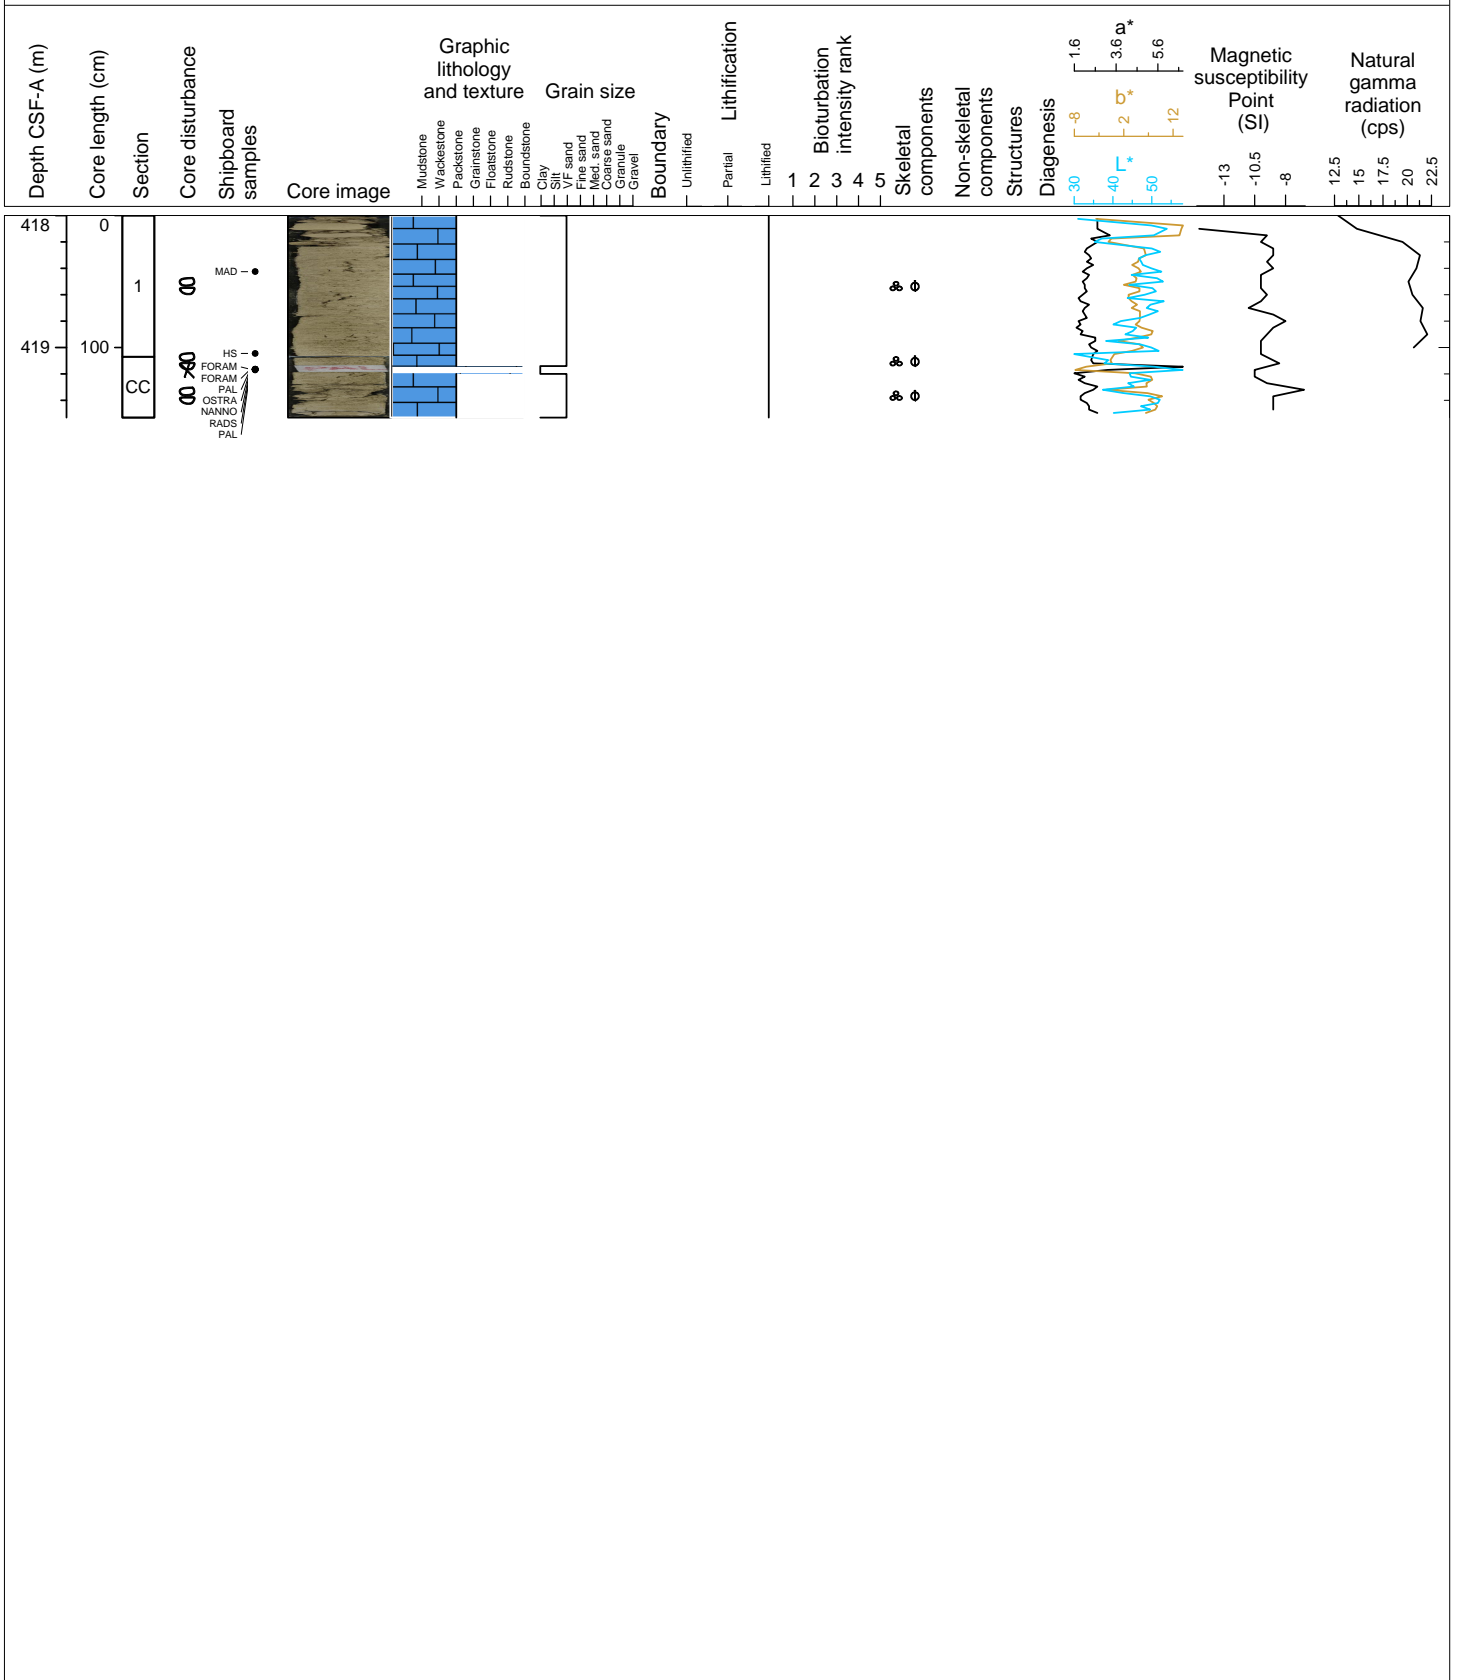 Depth CSF-A (m)
Core length (cm)
Section
Core disturbance
Shipboard
samples
Core image
Graphic
lithology
and texture
Mudstone
Wackestone
Packstone
Grainstone
Floatstone
Rudstone
Boundstone
Grain size
Clay
Silt
VF sand
Fine sand
Med. sand
Coarse sand
Granule
Gravel
Boundary
Lithification
Unlithified
Partial
Lithified
Bioturbation
intensity rank
1 2 3 4 5
Skeletal
components
Non-skeletal
components
Structures
Diagenesis
a*
1.6 3.6 5.6
b*
-8 2 12
L*
30 40 50
Magnetic
susceptibility
Point
(SI)
-13 -10.5 -8
Natural
gamma
radiation
(cps)
12.5 15 17.5 20 22.5
418 0
1
MAD
419 100
CC
HS
FORAM
FORAM
PAL
OSTRA
NANNO
RADS
PAL